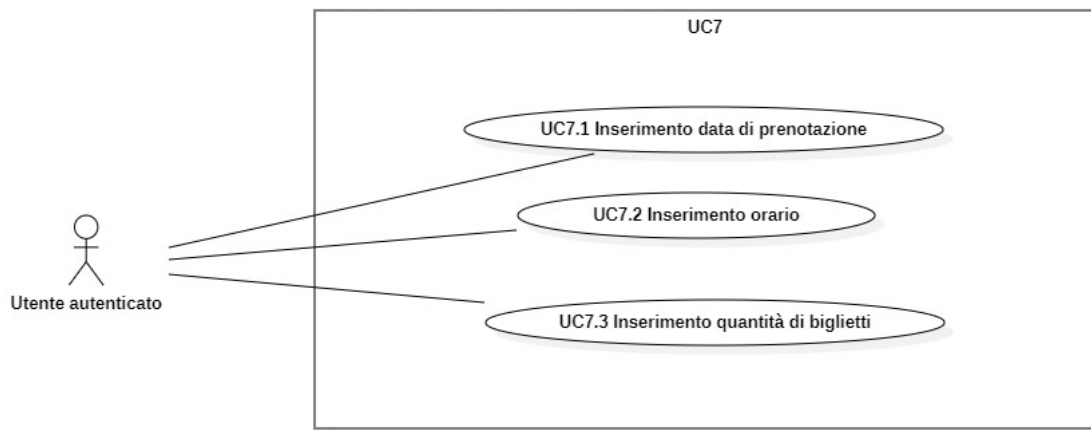 UC7
UC7.1 Inserimento data di prenotazione
UC7.2 Inserimento orario
Utente autenticato
UC7.3 Inserimento quantità di biglietti